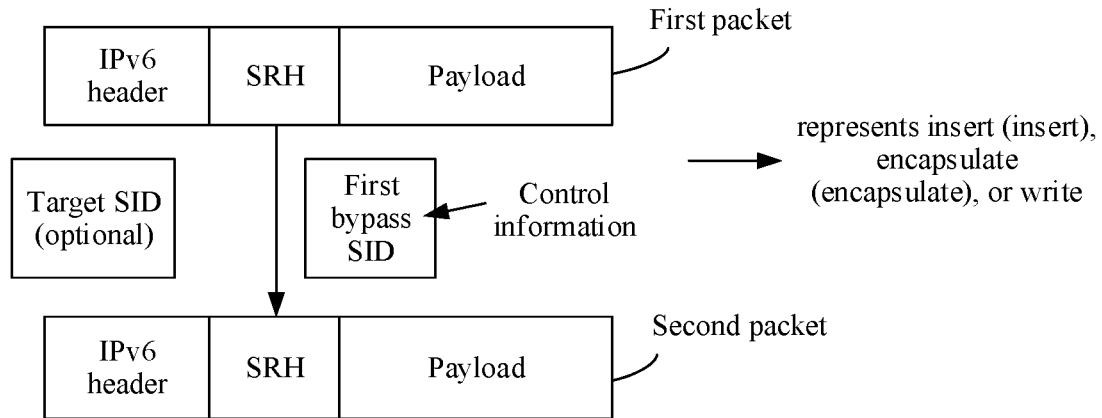 First packet
IPv6
header
SRH
Payload
represents insert (insert),
encapsulate
(encapsulate), or write
Target SID
(optional)
First
bypass
SID
Control
information
Second packet
IPv6
header
SRH
Payload